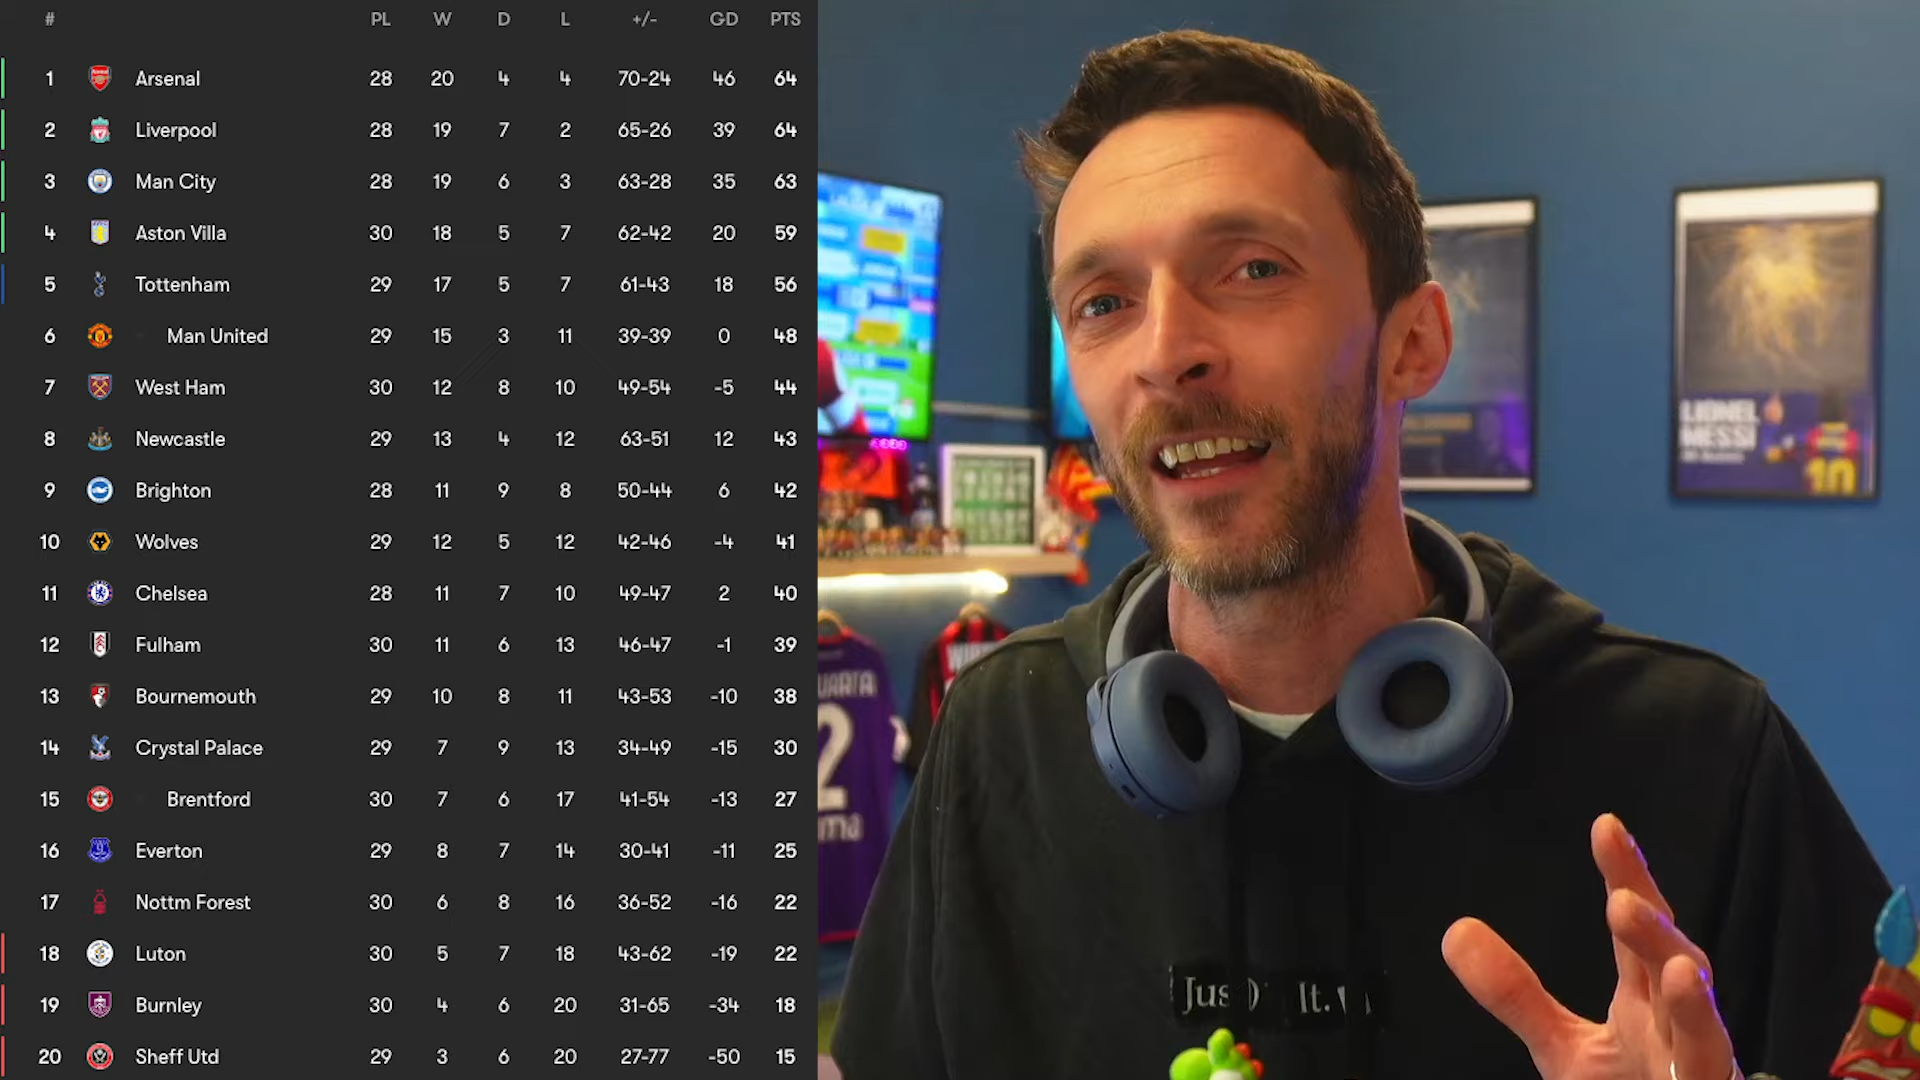 # PL W D L +/- GD PTS
1 Arsenal 28 20 4 4 70-24 46 64
2 Liverpool 28 19 7 2 65-26 39 64
3 Man City 28 19 6 3 63-28 35 63
4 Aston Villa 30 18 5 7 62-42 20 59
5 Tottenham 29 17 5 7 61-43 18 56
6 Man United 29 15 3 11 39-39 0 48
7 West Ham 30 12 8 10 49-54 -5 44
8 Newcastle 29 13 4 12 63-51 12 43
9 Brighton 28 11 9 8 50-44 6 42
10 Wolves 29 12 5 12 42-46 -4 41
11 Chelsea 28 11 7 10 49-47 2 40
12 Fulham 30 11 6 13 46-47 -1 39
13 Bournemouth 29 10 8 11 43-53 -10 38
14 Crystal Palace 29 7 9 13 34-49 -15 30
15 Brentford 30 7 6 17 41-54 -13 27
16 Everton 29 8 7 14 30-41 -11 25
17 Nottm Forest 30 6 8 16 36-52 -16 22
18 Luton 30 5 7 18 43-62 -19 22
19 Burnley 30 4 6 20 31-65 -34 18
20 Sheff Utd 29 3 6 20 27-77 -50 15
LIONEL
MESSI
10
2
It.